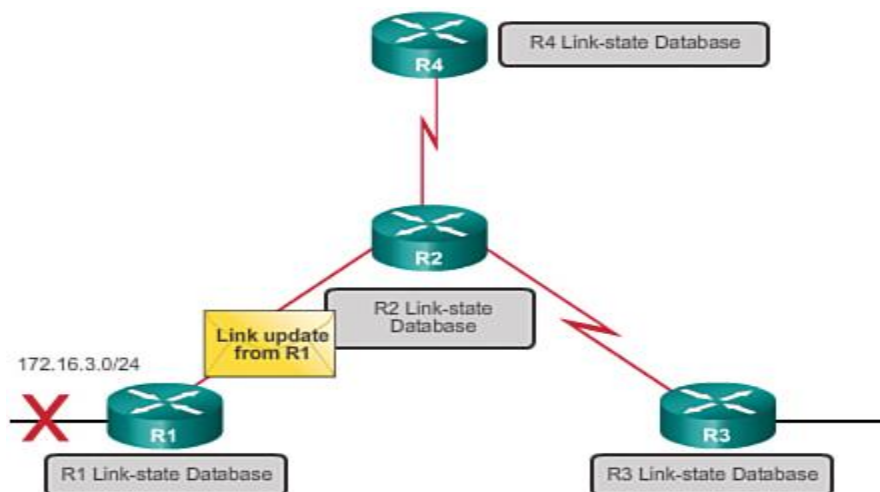 R4
R4 Link-state Database
R2
R2 Link-state
Database
Link update
from R1
172.16.3.0/24
R1
R1 Link-state Database
R3
R3 Link-state Database